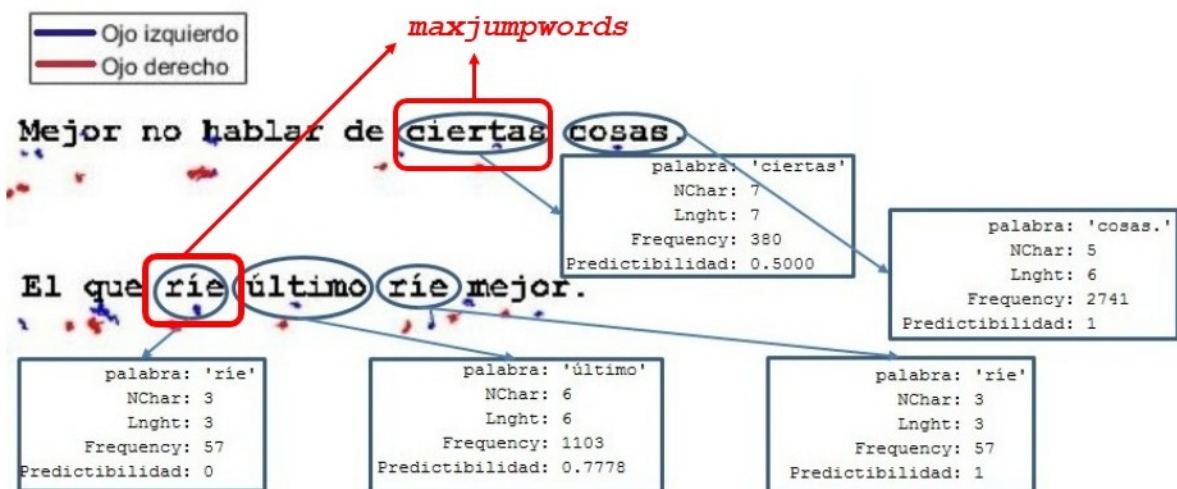 Ojo izquierdo
Ojo derecho
maxjumpwords
Mejor no hablar de ciertas cosas.
palabra: 'ciertas'
NChar: 7
Lnght: 7
Frequency: 380
Predictibilidad: 0.5000
palabra: 'cosas.'
NChar: 5
Lnght: 6
Frequency: 2741
Predictibilidad: 1
El que ríe último ríe mejor.
palabra: 'ríe'
NChar: 3
Lnght: 3
Frequency: 57
Predictibilidad: 0
palabra: 'último'
NChar: 6
Lnght: 6
Frequency: 1103
Predictibilidad: 0.7778
palabra: 'ríe'
NChar: 3
Lnght: 3
Frequency: 57
Predictibilidad: 1